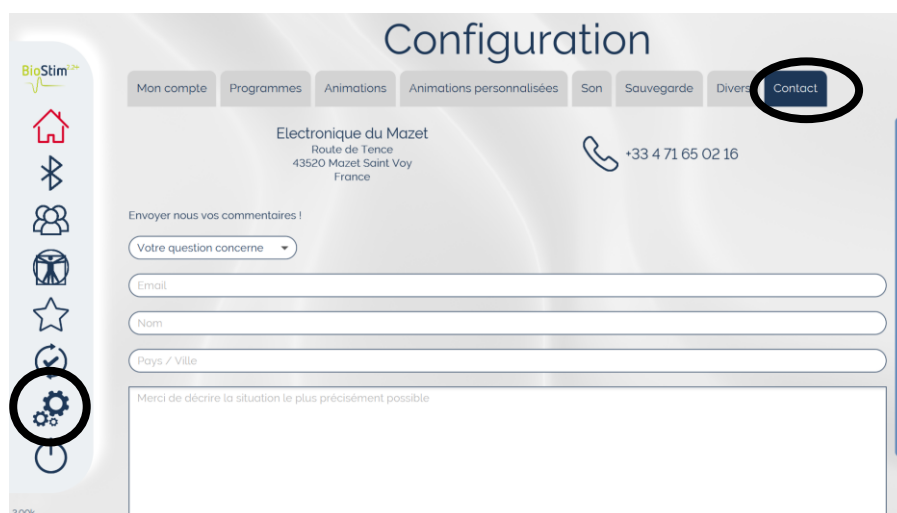 Configuration
BioStim
Mon compte
Programmes
Animations
Animations personnalisées
Son
Sauvegarde
Divers
Contact
Electronique du Mazet
Route de Tence
43520 Mazet Saint Voy
France
+33 4 71 65 02 16
Envoyer nous vos commentaires !
Votre question concerne
Email
Nom
Pays / Ville
Merci de décrire la situation le plus précisément possible